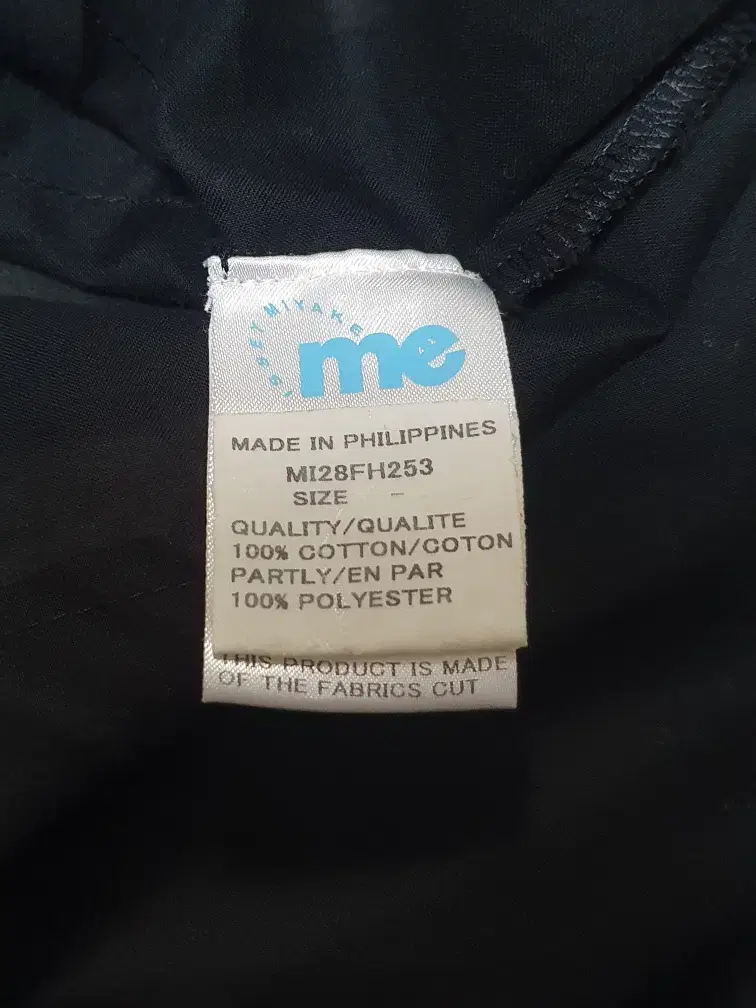 ISSEY MIYAKE
me
MADE IN PHILIPPINES
MI28FH253
SIZE -
QUALITY/QUALITE
100% COTTON/COTON
PARTLY/EN PAR
100% POLYESTER
THIS PRODUCT IS MADE
OF THE FABRICS CUT